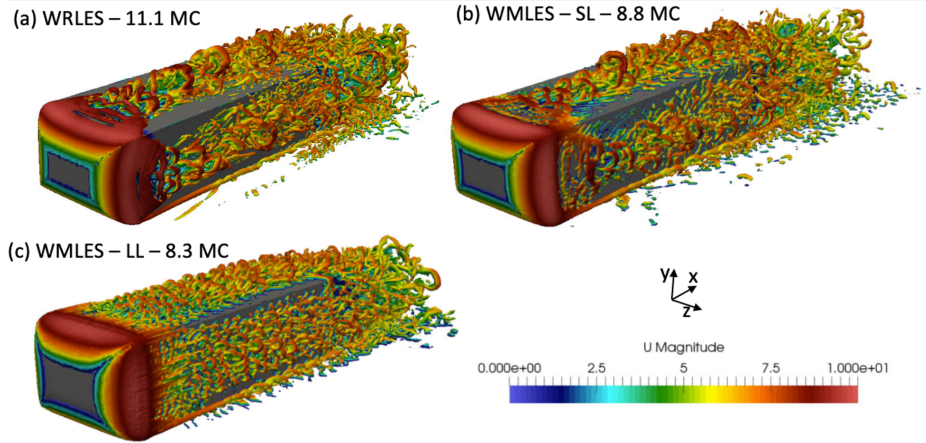 (a) WRLES – 11.1 MC
(b) WMLES – SL – 8.8 MC
(c) WMLES – LL – 8.3 MC
y x
z
U Magnitude
0.000e+00 2.5 5 7.5 1.000e+01